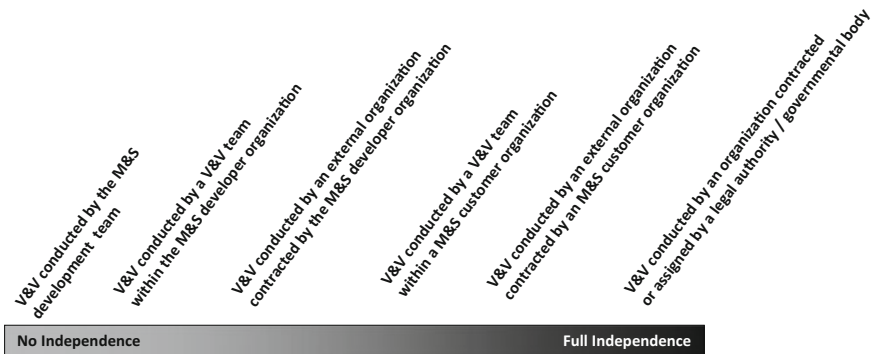 V&V conducted by the M&S
development team
V&V conducted by a V&V team
within the M&S developer organization
V&V conducted by an external organization
contracted by the M&S developer organization
V&V conducted by a V&V team
within a M&S customer organization
V&V conducted by an external organization
contracted by an M&S customer organization
V&V conducted by an organization contracted
or assigned by a legal authority / governmental body
No Independence
Full Independence